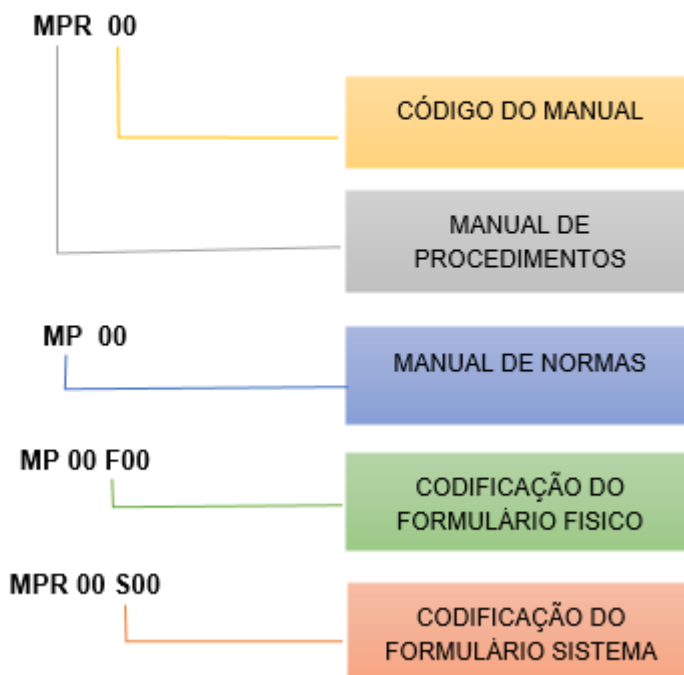 MPR 00
CÓDIGO DO MANUAL
MANUAL DE
PROCEDIMENTOS
MP 00
MANUAL DE NORMAS
MP 00 F00
CODIFICAÇÃO DO
FORMULÁRIO FISICO
MPR 00 S00
CODIFICAÇÃO DO
FORMULÁRIO SISTEMA